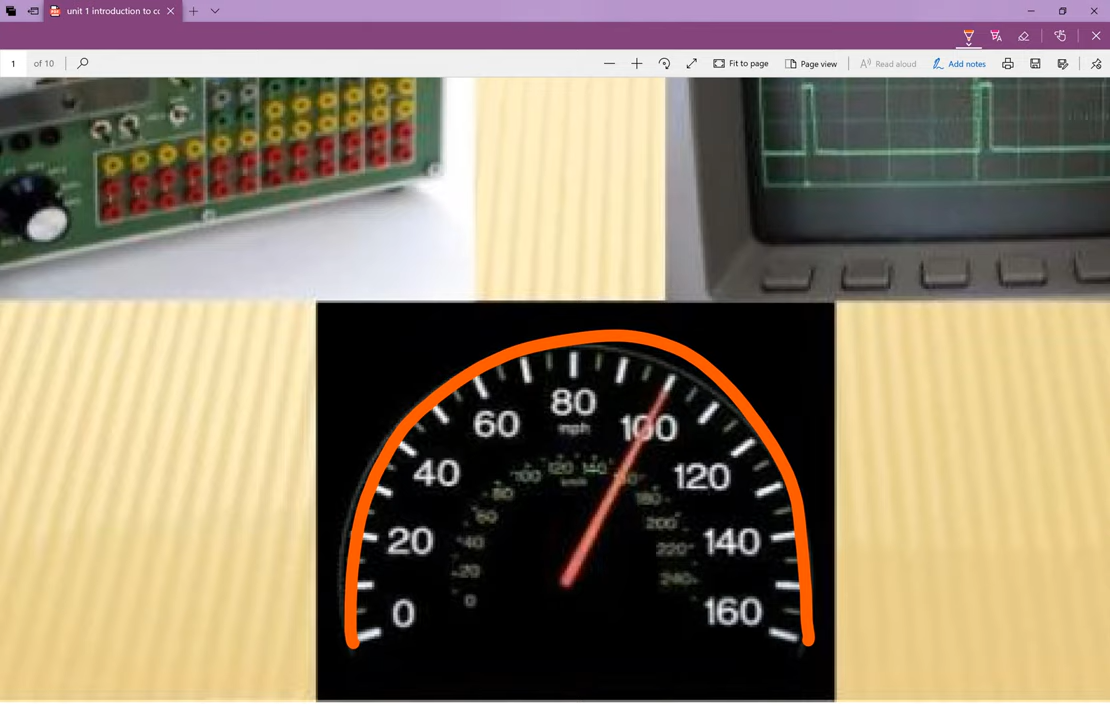 unit 1 introduction to cc
1 of 10
Fit to page
Page view
Read aloud
Add notes
80
mph
60
100
40
120
20
140
0
160
100 120 140
km/h
80
180
60
200
40
220
20
240
0